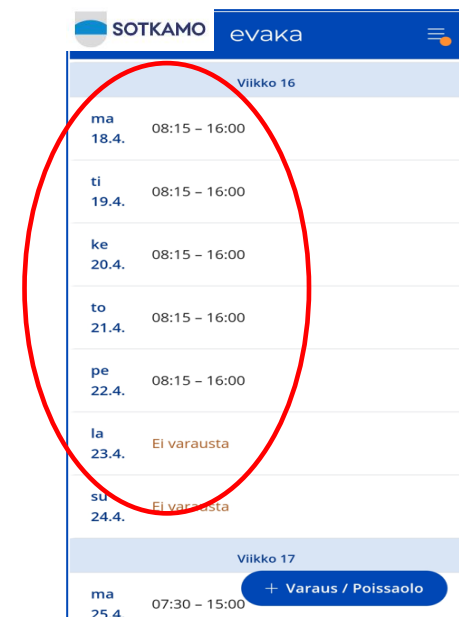 SOTKAMO evaka
Viikko 16
ma
18.4. 08:15 – 16:00
ti
19.4. 08:15 – 16:00
ke
20.4. 08:15 – 16:00
to
21.4. 08:15 – 16:00
pe
22.4. 08:15 – 16:00
la
23.4. Ei varausta
su
24.4. Ei varausta
Viikko 17
+ Varaus / Poissaolo
ma
25.4 07:30 – 15:00